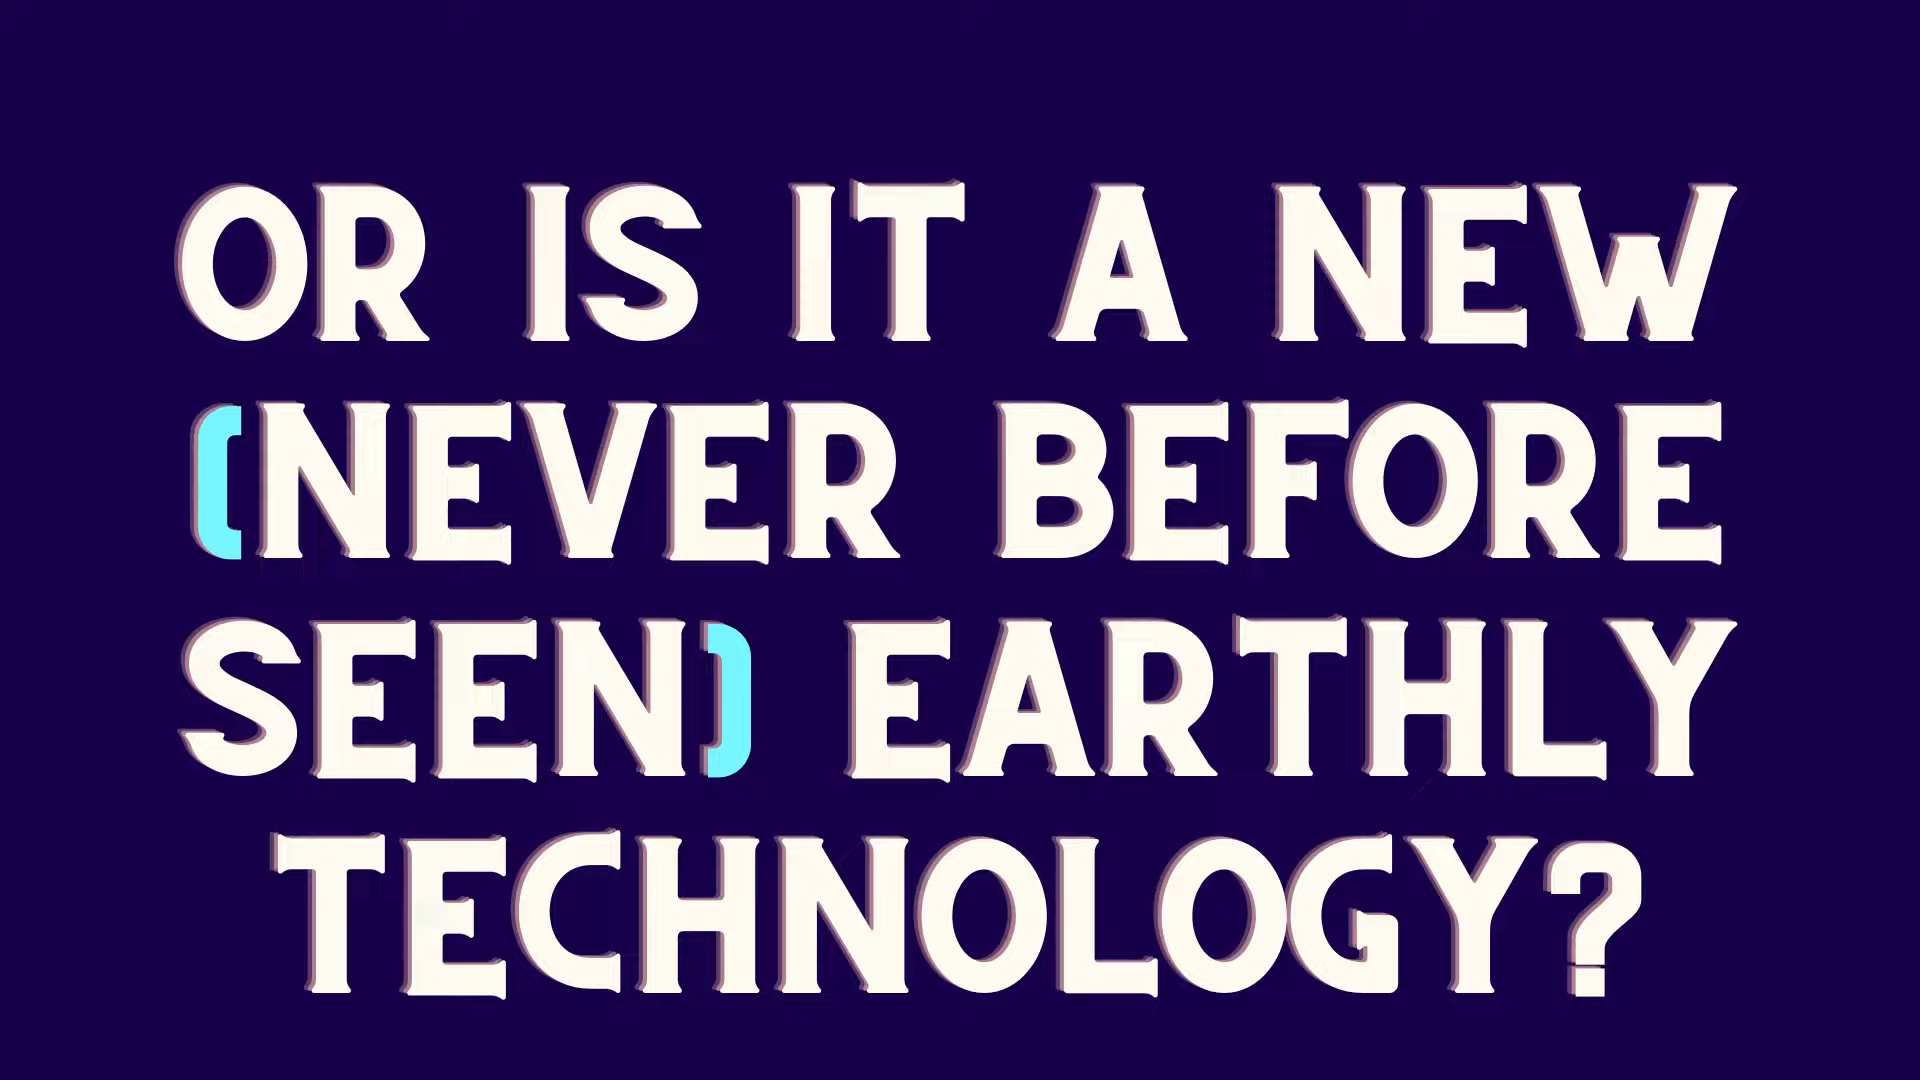 OR IS IT A NEW
(NEVER BEFORE
SEEN) EARTHLY
TECHNOLOGY?